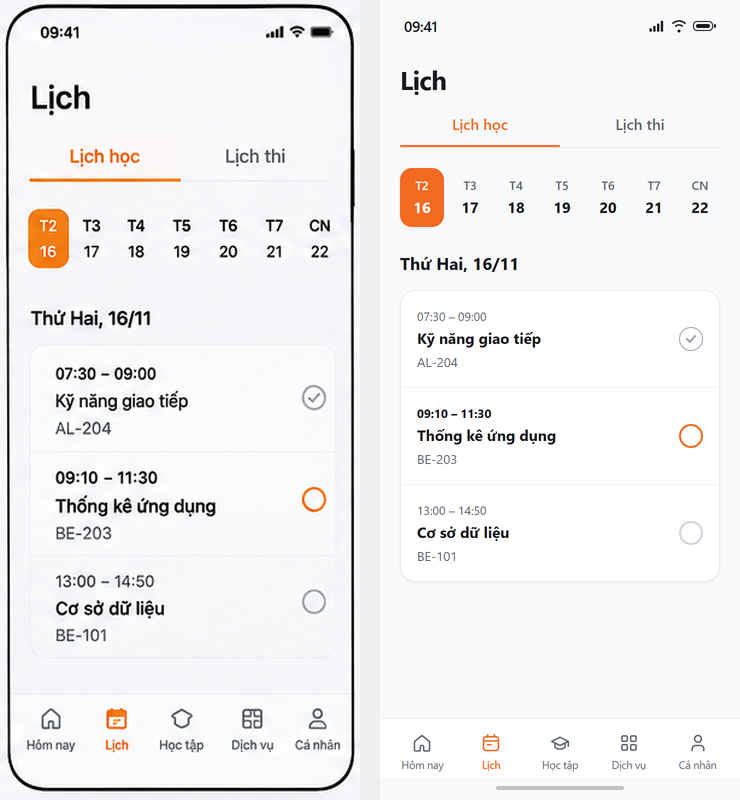 09:41
Lịch
Lịch học Lịch thi
T2 T3 T4 T5 T6 T7 CN
16 17 18 19 20 21 22
Thứ Hai, 16/11
07:30 – 09:00
Kỹ năng giao tiếp
AL-204
09:10 – 11:30
Thống kê ứng dụng
BE-203
13:00 – 14:50
Cơ sở dữ liệu
BE-101
Hôm nay Lịch Học tập Dịch vụ Cá nhân
09:41
Lịch
Lịch học Lịch thi
T2 T3 T4 T5 T6 T7 CN
16 17 18 19 20 21 22
Thứ Hai, 16/11
07:30 – 09:00
Kỹ năng giao tiếp
AL-204
09:10 – 11:30
Thống kê ứng dụng
BE-203
13:00 – 14:50
Cơ sở dữ liệu
BE-101
Hôm nay Lịch Học tập Dịch vụ Cá nhân